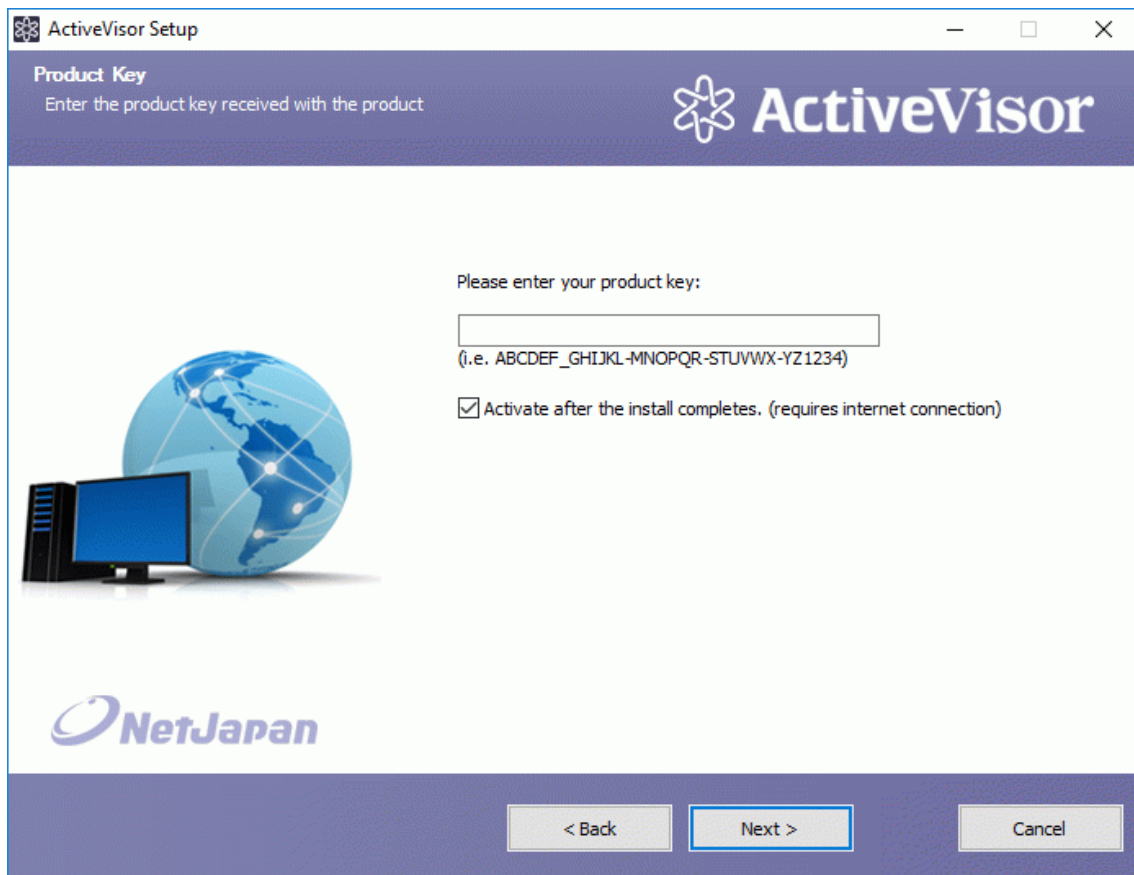 ActiveVisor Setup
Product Key
Enter the product key received with the product
ActiveVisor
Please enter your product key:
(i.e. ABCDEF_GHIJKL-MNOPQR-STUVWX-YZ1234)
Activate after the install completes. (requires internet connection)
NetJapan
< Back
Next >
Cancel